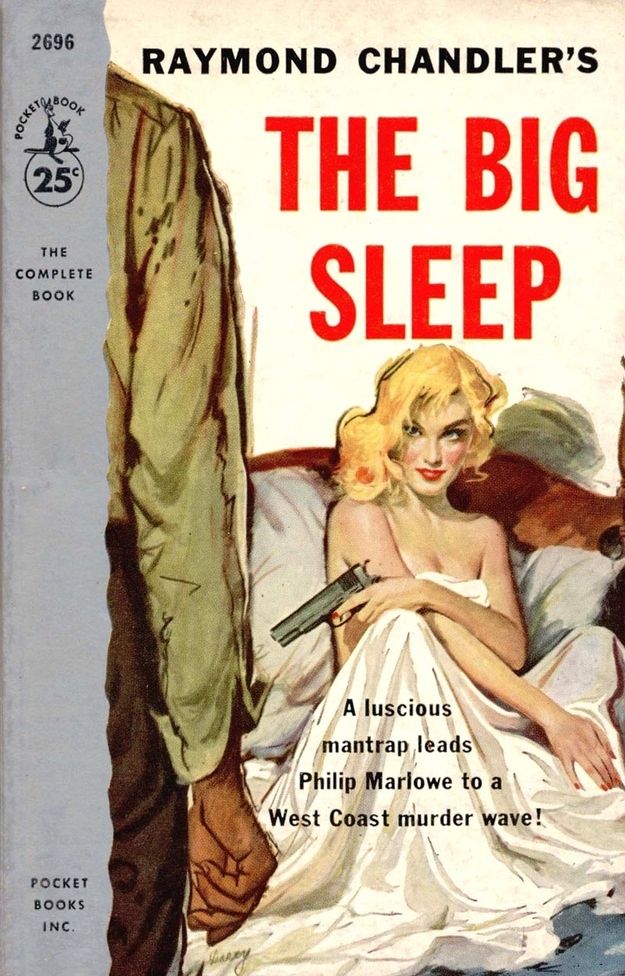 2696
POCKET BOOK
25c
THE
COMPLETE
BOOK
RAYMOND CHANDLER'S
THE BIG
SLEEP
A luscious
mantrap leads
Philip Marlowe to a
West Coast murder wave!
POCKET
BOOKS
INC.